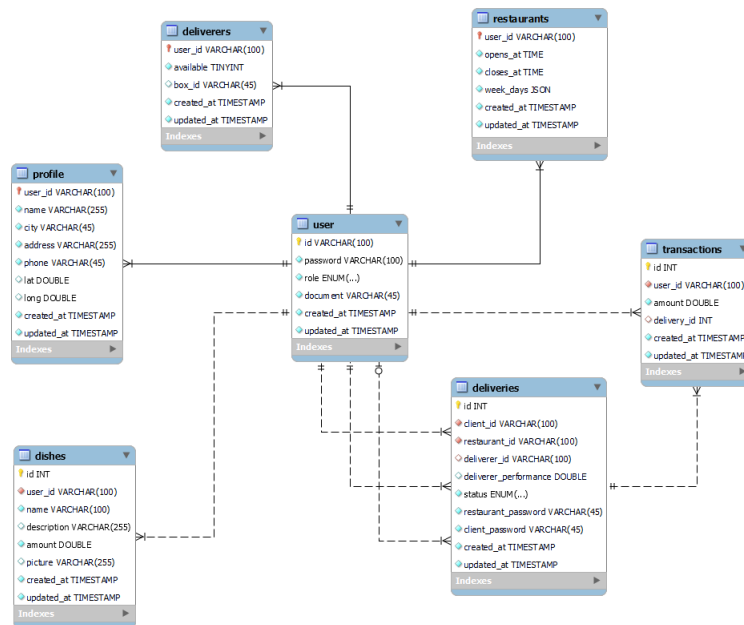 deliverers
user_id VARCHAR(100)
available TINYINT
box_id VARCHAR(45)
created_at TIMESTAMP
updated_at TIMESTAMP
Indexes
restaurants
user_id VARCHAR(100)
opens_at TIME
closes_at TIME
week_days JSON
created_at TIMESTAMP
updated_at TIMESTAMP
Indexes
profile
user_id VARCHAR(100)
name VARCHAR(255)
city VARCHAR(45)
address VARCHAR(255)
phone VARCHAR(45)
lat DOUBLE
long DOUBLE
created_at TIMESTAMP
updated_at TIMESTAMP
Indexes
user
id VARCHAR(100)
password VARCHAR(100)
role ENUM(...)
document VARCHAR(45)
created_at TIMESTAMP
updated_at TIMESTAMP
Indexes
transactions
id INT
user_id VARCHAR(100)
amount DOUBLE
delivery_id INT
created_at TIMESTAMP
updated_at TIMESTAMP
Indexes
deliveries
id INT
client_id VARCHAR(100)
restaurant_id VARCHAR(100)
deliverer_id VARCHAR(100)
deliverer_performance DOUBLE
status ENUM(...)
restaurant_password VARCHAR(45)
client_password VARCHAR(45)
created_at TIMESTAMP
updated_at TIMESTAMP
Indexes
dishes
id INT
user_id VARCHAR(100)
name VARCHAR(100)
description VARCHAR(255)
amount DOUBLE
picture VARCHAR(255)
created_at TIMESTAMP
updated_at TIMESTAMP
Indexes